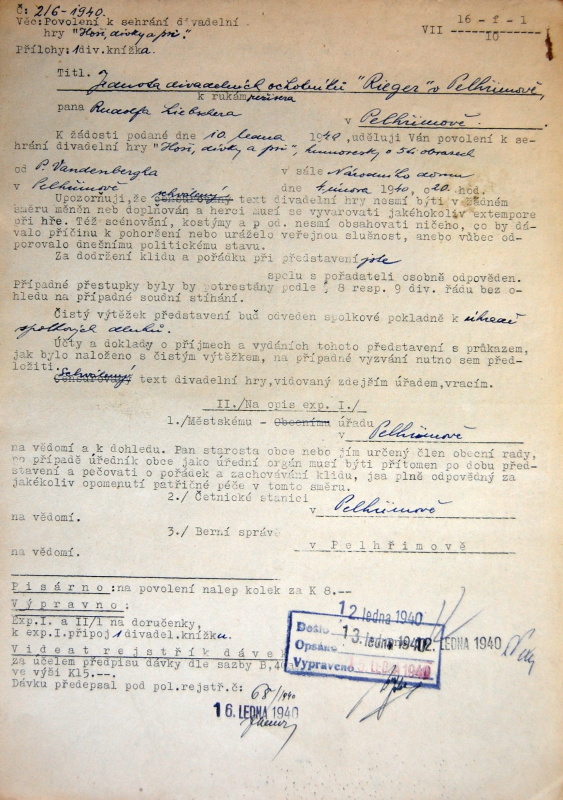 Č: 216-1940.
Věc:Povolení k sehrání divadelní
hry "Hoši, dívky a psi."
VII 16 - I - 1
10
Přílohy: 1 div. knížka
Titl. Jednota divadelních ochotníků "Rieger" v Pelhřimově,
k rukám
pana Rudolfa Liebschera
v Pelhřimově.
K žádosti podané dne 10. ledna 1940, uděluji Vám povolení k se-
hrání divadelní hry "Hoši, dívky a psi", humoresky o 5ti obrazech
od P. Vandenbergha v sále Národního domu
v Pelhřimově dne 1. února 1940, o 20 hod.
Upozorňuji, že schválený text divadelní hry nesmí býti v žádném
směru měněn nebo doplňován a herci musí se vyvarovati jakéhokoliv extempore
při hře. Též scénování, kostýmy a p od. nesmí obsahovati ničeho, co by dá-
valo příčinu k pohoršení nebo uráželo veřejnou slušnost, anebo vůbec od-
porovalo dnešnímu politickému stavu.
Za dodržení klidu a pořádku při představení jste
spolu s pořadateli osobně odpověden.
Případné přestupky byly by potrestány podle § 8 resp. 9 div. řádu bez o-
hledu na případné soudní stíhání.
Čistý výtěžek představení bud odveden spolkové pokladně k úhradě
spolkových dluhů.
Účty a doklady o příjmech a vydáních tohoto představení s průkazem,
jak bylo naloženo s čistým výtěžkem, na případné vyzvání nutno sem před-
ložiti.
Schválený text divadelní hry,vidovaný zdejším úřadem,vracím.
II./Na opis exp. I./
1./Městskému - Obecnímu úřadu
v Pelhřimově
na vědomí a k dohledu. Pan starosta obce nebo jím určený člen obecní rady,
po případě úředník obce jako úřední orgán musí býti přítomen po dobu před-
stavení a pečovati o pořádek a zachovávání klidu, jsa plně odpovědný za
jakékoliv opomenutí patřičné péče v tomto směru.
2./ Četnické stanici
v Pelhřimově
na vědomí.
3./ Berní správě
v Pelhřimově
na vědomí.
Písárno:na povolení nalep kolek za K 8.--
Výpravno:
Exp.I. a II/1 na doručenky,
k exp.I.připoj 1 divadel.knížku.
Videat rejstřík dávek
za účelem předpisu dávky dle sazby B,
ve výši K15.--.
Dávku předepsal pod pol.rejstř.č:
68/1940
12. ledna 1940
Došlo
Opsáno 13. ledna 1940
12. LEDNA 1940
Vypraveno LEDNA 1940
16. LEDNA 1940